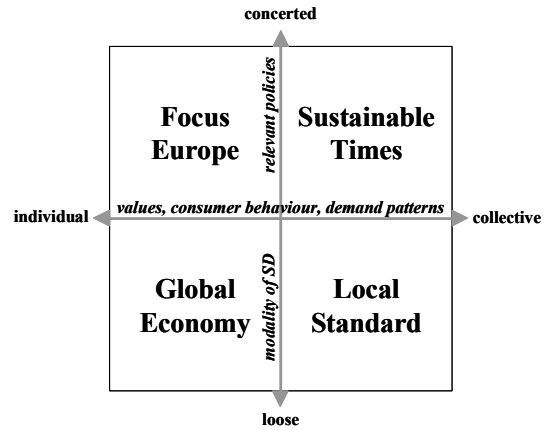 concerted
relevant policies
Focus
Europe
Sustainable
Times
values, consumer behaviour, demand patterns
individual
collective
modality of SD
Global
Economy
Local
Standard
loose